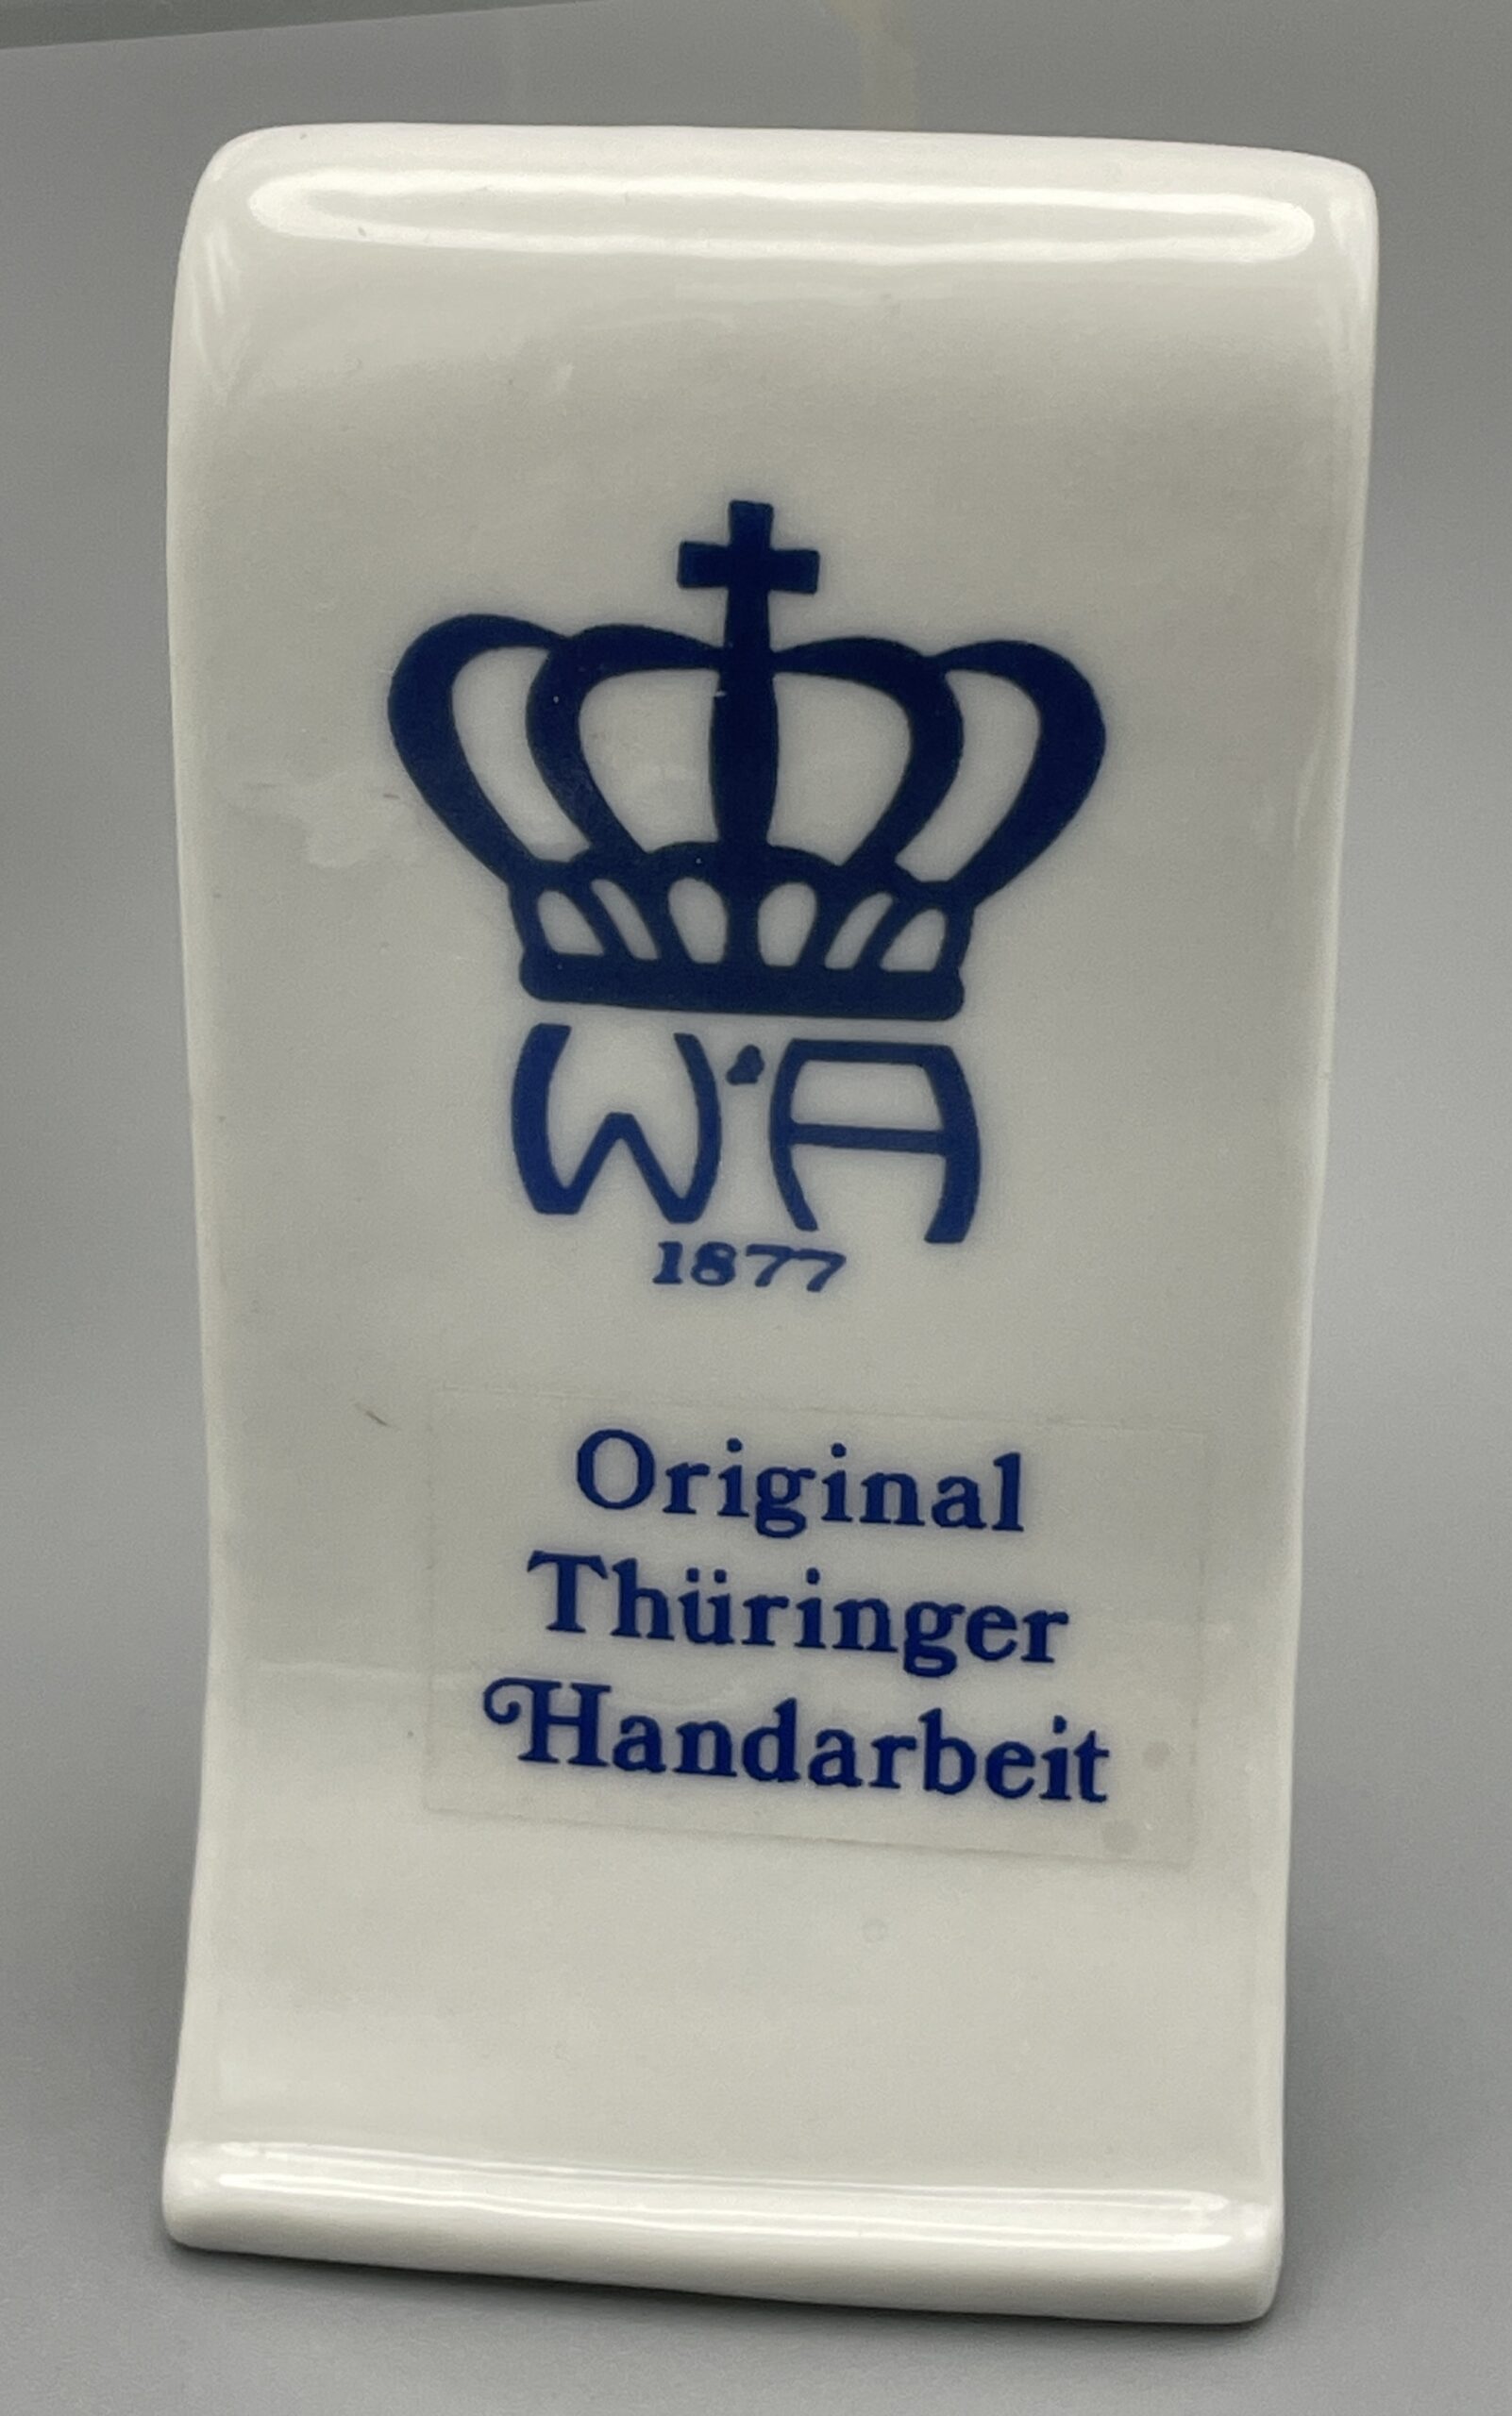 W&A
1877
Original
Thüringer
Handarbeit